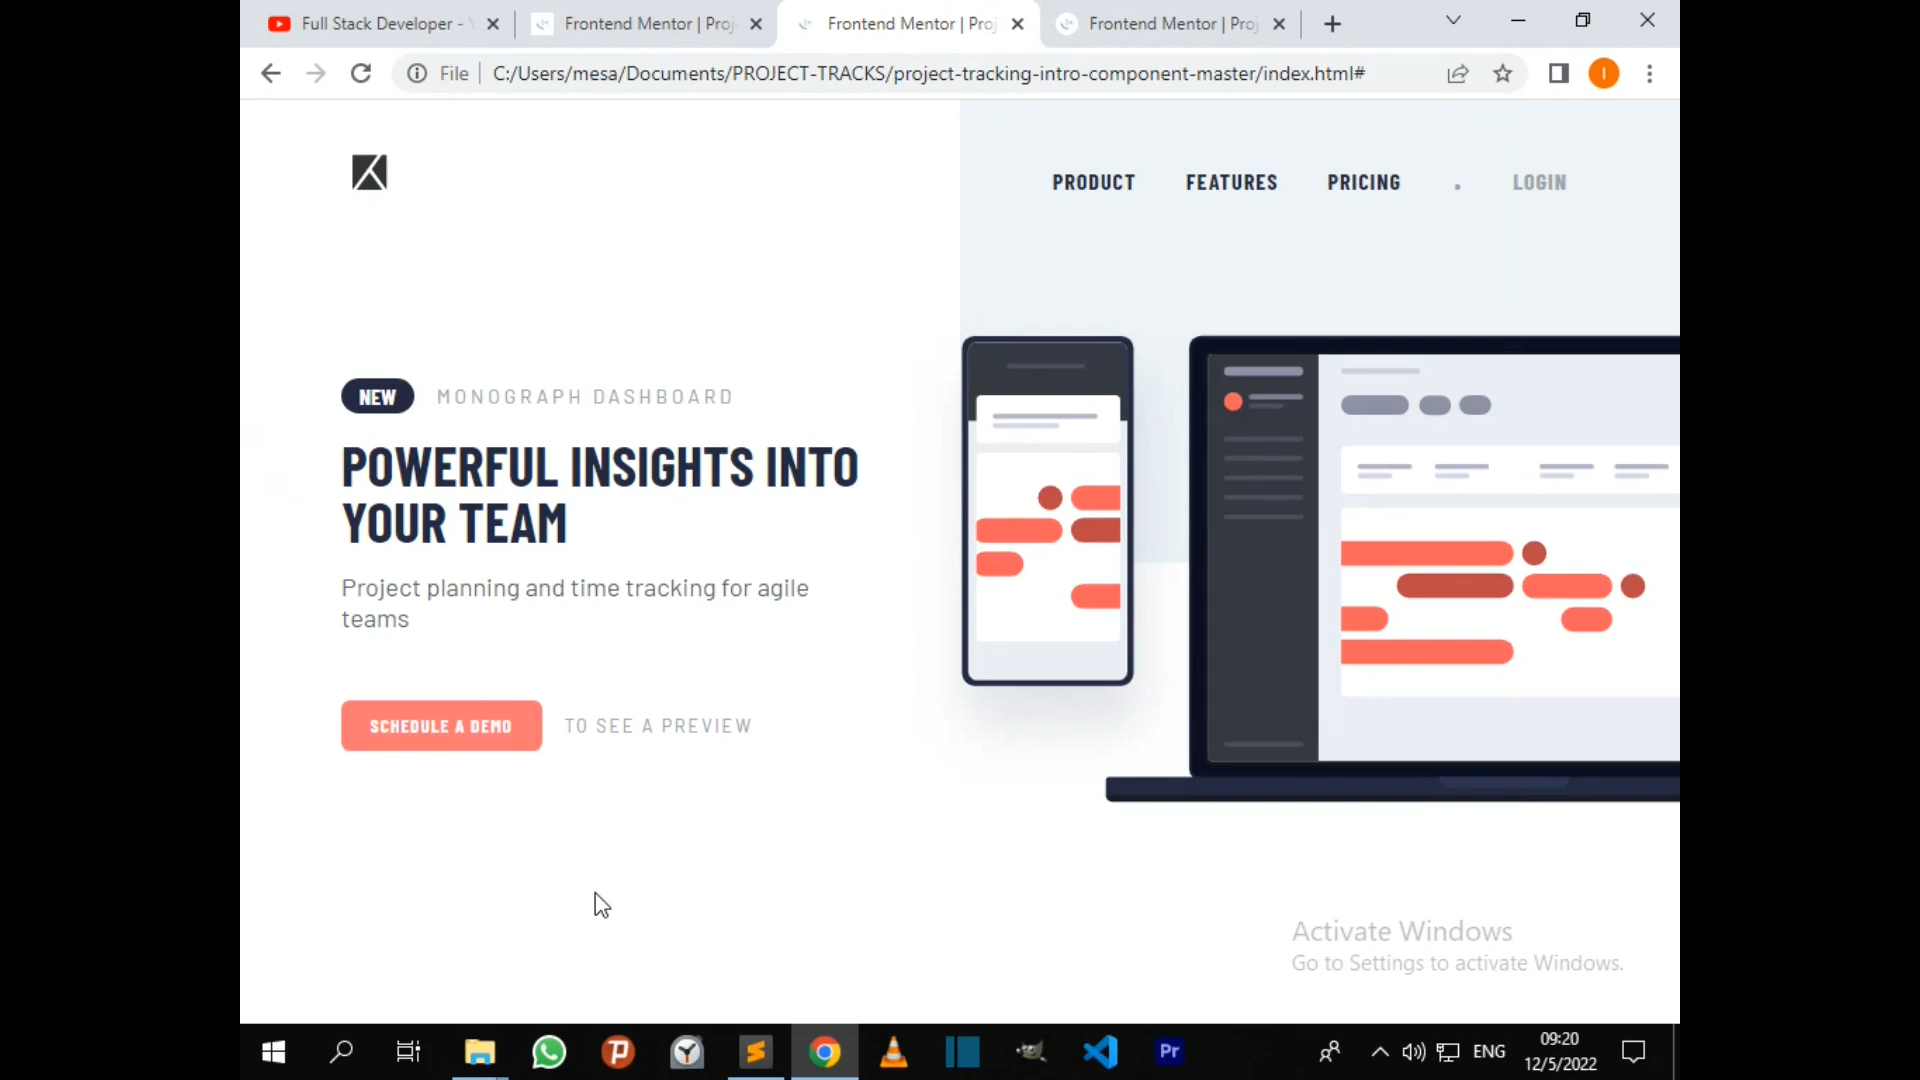 Full Stack Developer - Y
Frontend Mentor | Proj
Frontend Mentor | Proj
Frontend Mentor | Proj
File
C:/Users/mesa/Documents/PROJECT-TRACKS/project-tracking-intro-component-master/index.html#
I
PRODUCT FEATURES PRICING . LOGIN
NEW MONOGRAPH DASHBOARD
POWERFUL INSIGHTS INTO
YOUR TEAM
Project planning and time tracking for agile
teams
SCHEDULE A DEMO TO SEE A PREVIEW
Activate Windows
Go to Settings to activate Windows.
Pr
ENG
09:20
12/5/2022